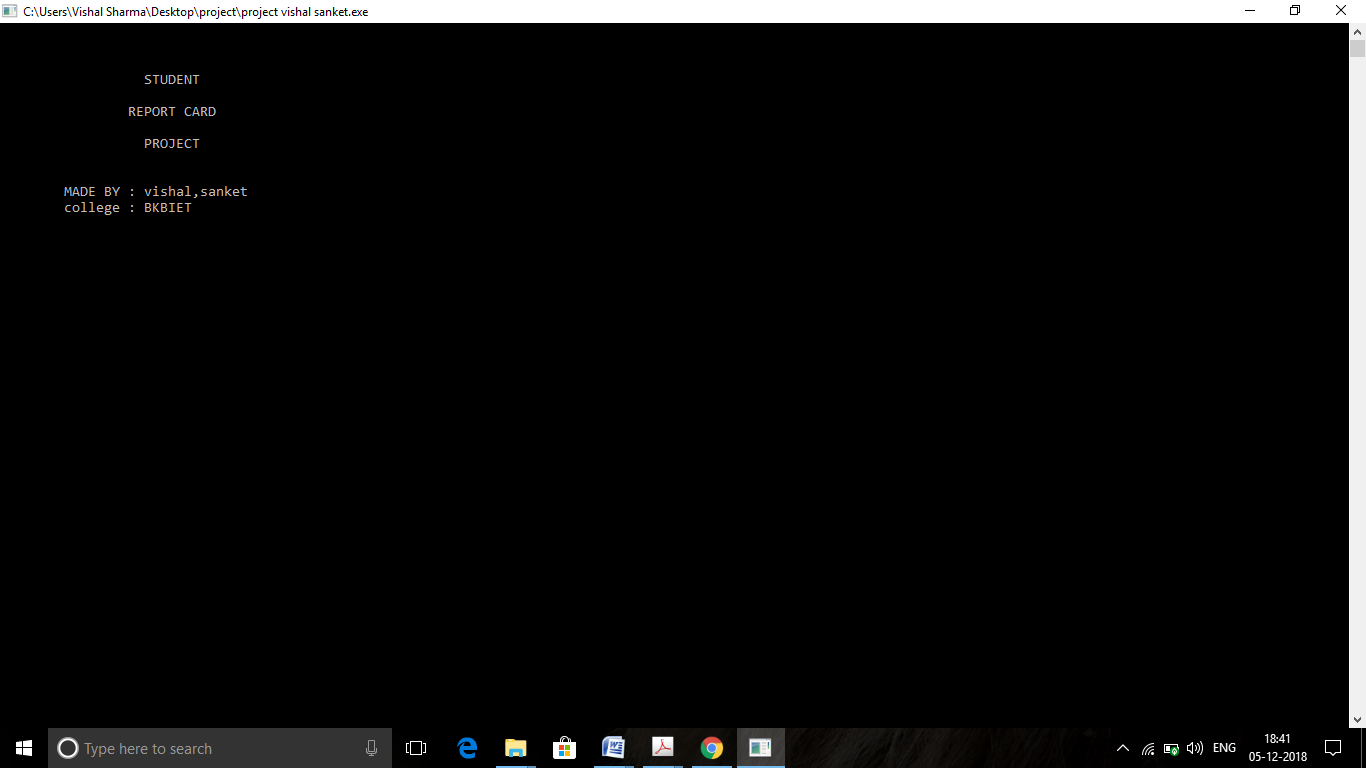 C:\Users\Vishal Sharma\Desktop\project\project vishal sanket.exe
STUDENT
REPORT CARD
PROJECT
MADE BY : vishal,sanket
college : BKBIET
Type here to search
ENG
18:41
05-12-2018